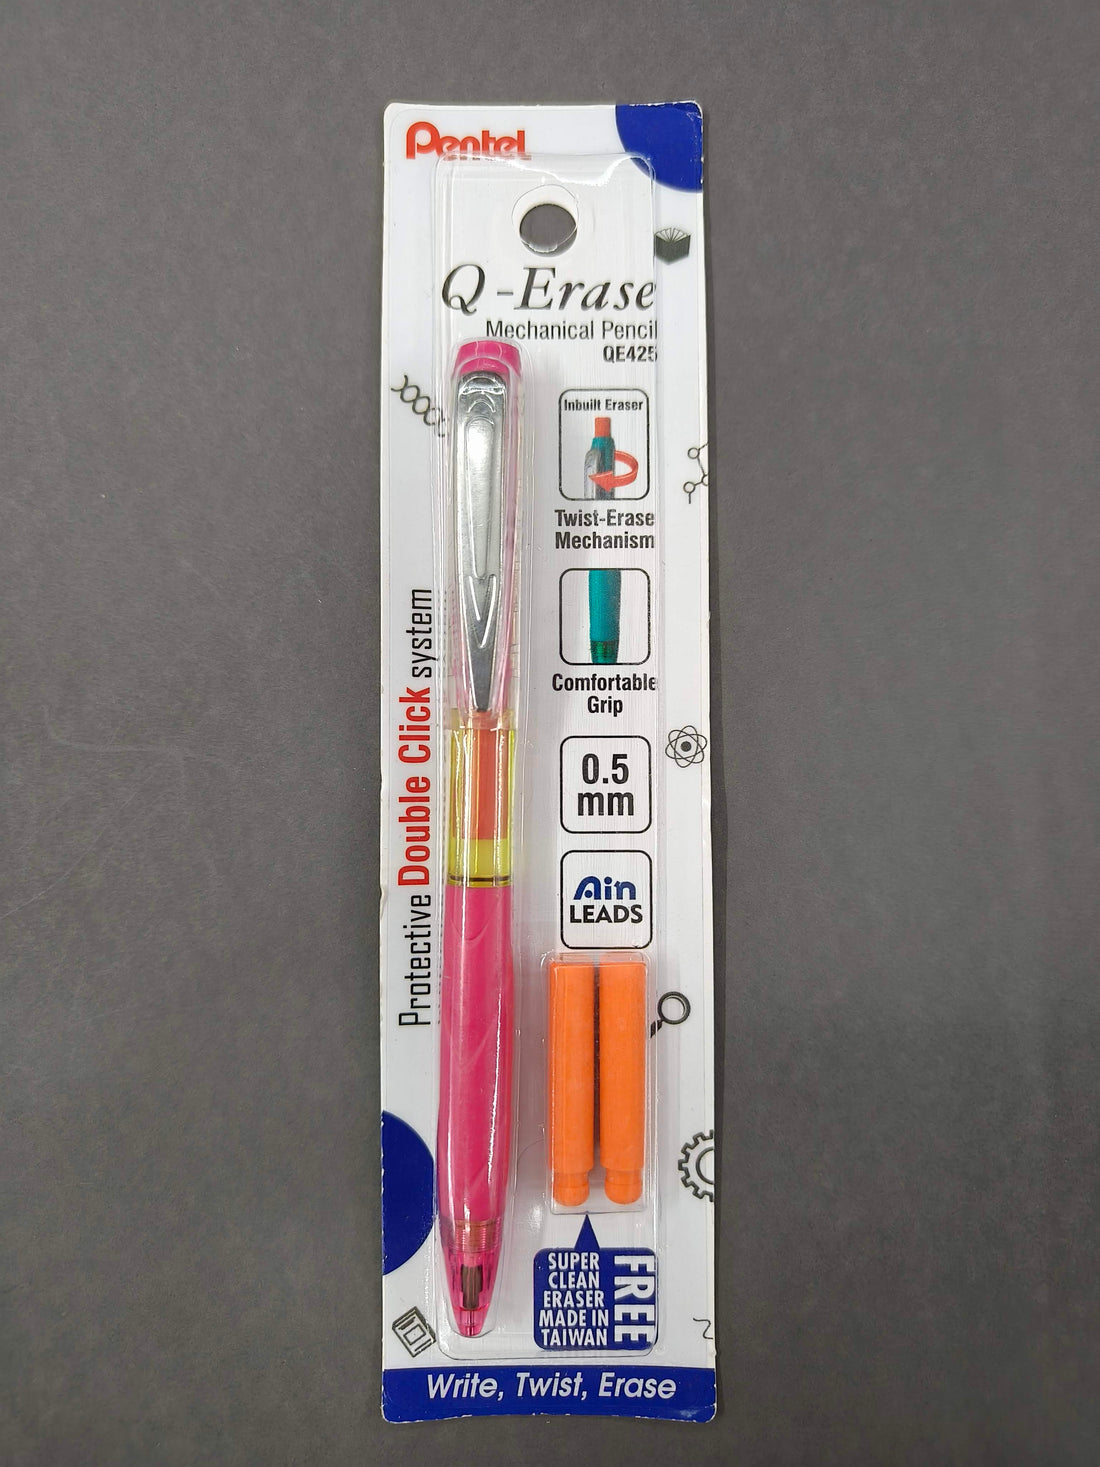 Pentel
Q-Erase
Mechanical Pencil
QE425
Inbuilt Eraser
Twist-Erase
Mechanism
Comfortable
Grip
Protective Double Click system
0.5
mm
Ain
LEADS
SUPER
CLEAN
ERASER
MADE IN
TAIWAN
FREE
Write, Twist, Erase